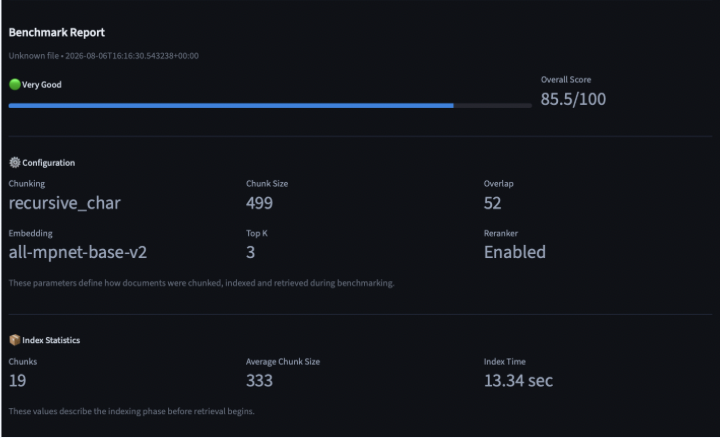 Benchmark Report
Unknown file • 2026-08-06T16:16:30.543238+00:00
Very Good
Overall Score
85.5/100
Configuration
Chunking Chunk Size Overlap
recursive_char 499 52
Embedding Top K Reranker
all-mpnet-base-v2 3 Enabled
These parameters define how documents were chunked, indexed and retrieved during benchmarking.
Index Statistics
Chunks Average Chunk Size Index Time
19 333 13.34 sec
These values describe the indexing phase before retrieval begins.